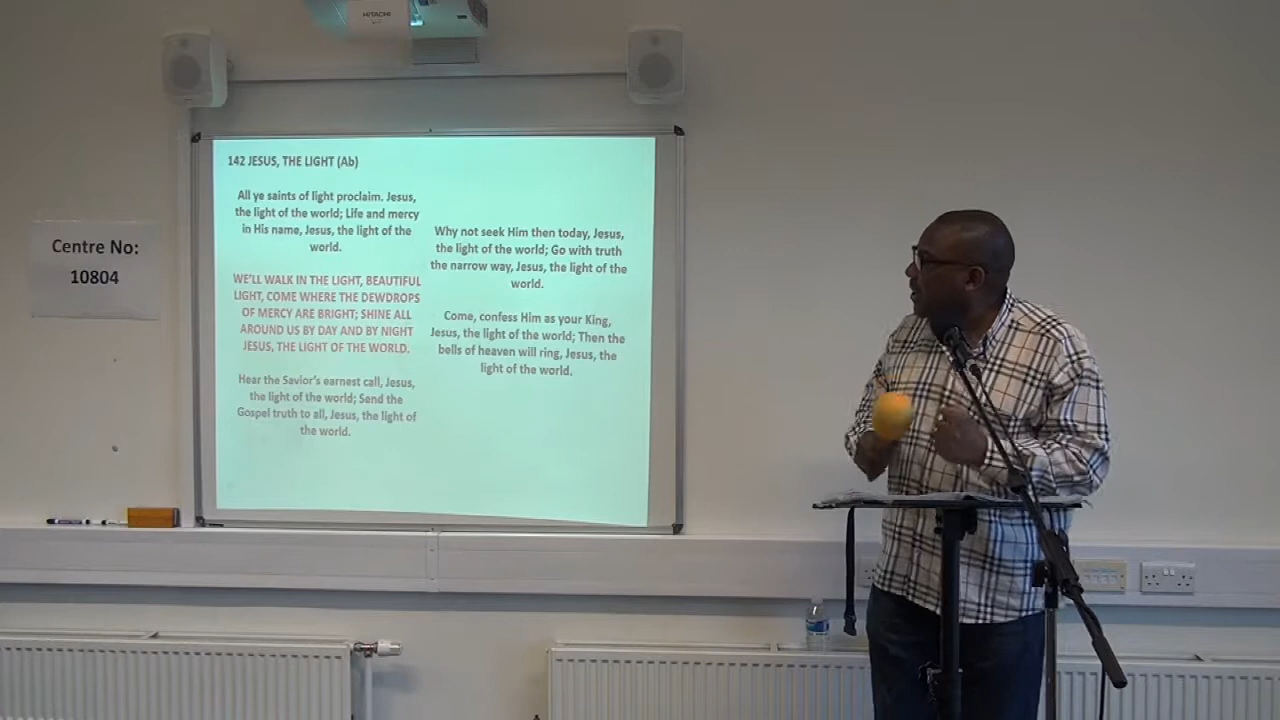 HITACHI
142 JESUS, THE LIGHT (Ab)
All ye saints of light proclaim. Jesus,
the light of the world; Life and mercy
in His name, Jesus, the light of the
world.
WE'LL WALK IN THE LIGHT, BEAUTIFUL
LIGHT, COME WHERE THE DEWDROPS
OF MERCY ARE BRIGHT; SHINE ALL
AROUND US BY DAY AND BY NIGHT
JESUS, THE LIGHT OF THE WORLD.
Hear the Savior's earnest call, Jesus,
the light of the world; Send the
Gospel truth to all, Jesus, the light of
the world.
Why not seek Him then today, Jesus,
the light of the world; Go with truth
the narrow way, Jesus, the light of the
world.
Come, confess Him as your King,
Jesus, the light of the world; Then the
bells of heaven will ring, Jesus, the
light of the world.
Centre No:
10804